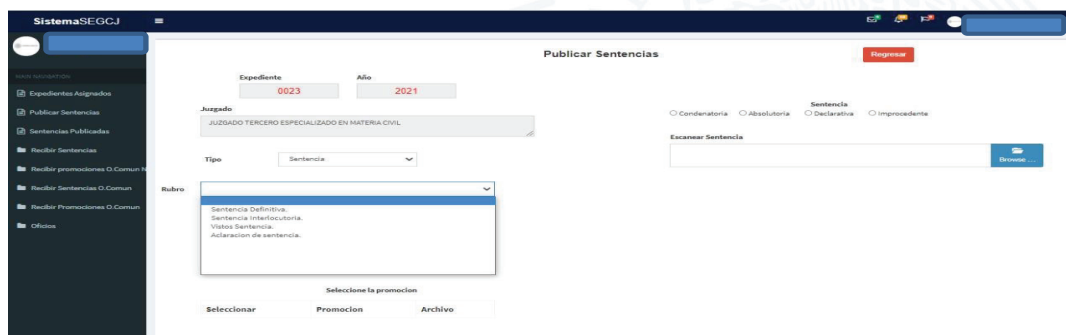 SistemaSEGCJ
MAIN NAVIGATION
Expedientes Asignados
Publicar Sentencias
Sentencias Publicadas
Recibir Sentencias
Recibir promociones O.Comun N
Recibir Sentencias O.Comun
Recibir Promociones O.Comun
Oficios
Publicar Sentencias
Regresar
Expediente Año
0023 2021
Juzgado
JUZGADO TERCERO ESPECIALIZADO EN MATERIA CIVIL
Tipo Sentencia
Rubro
Sentencia Definitiva.
Sentencia Interlocutoria.
Vistos Sentencia.
Aclaracion de sentencia.
Seleccione la promocion
Seleccionar Promocion Archivo
Sentencia
Condenatoria Absolutoria Declarativa Improcedente
Escanear Sentencia
Browse ...